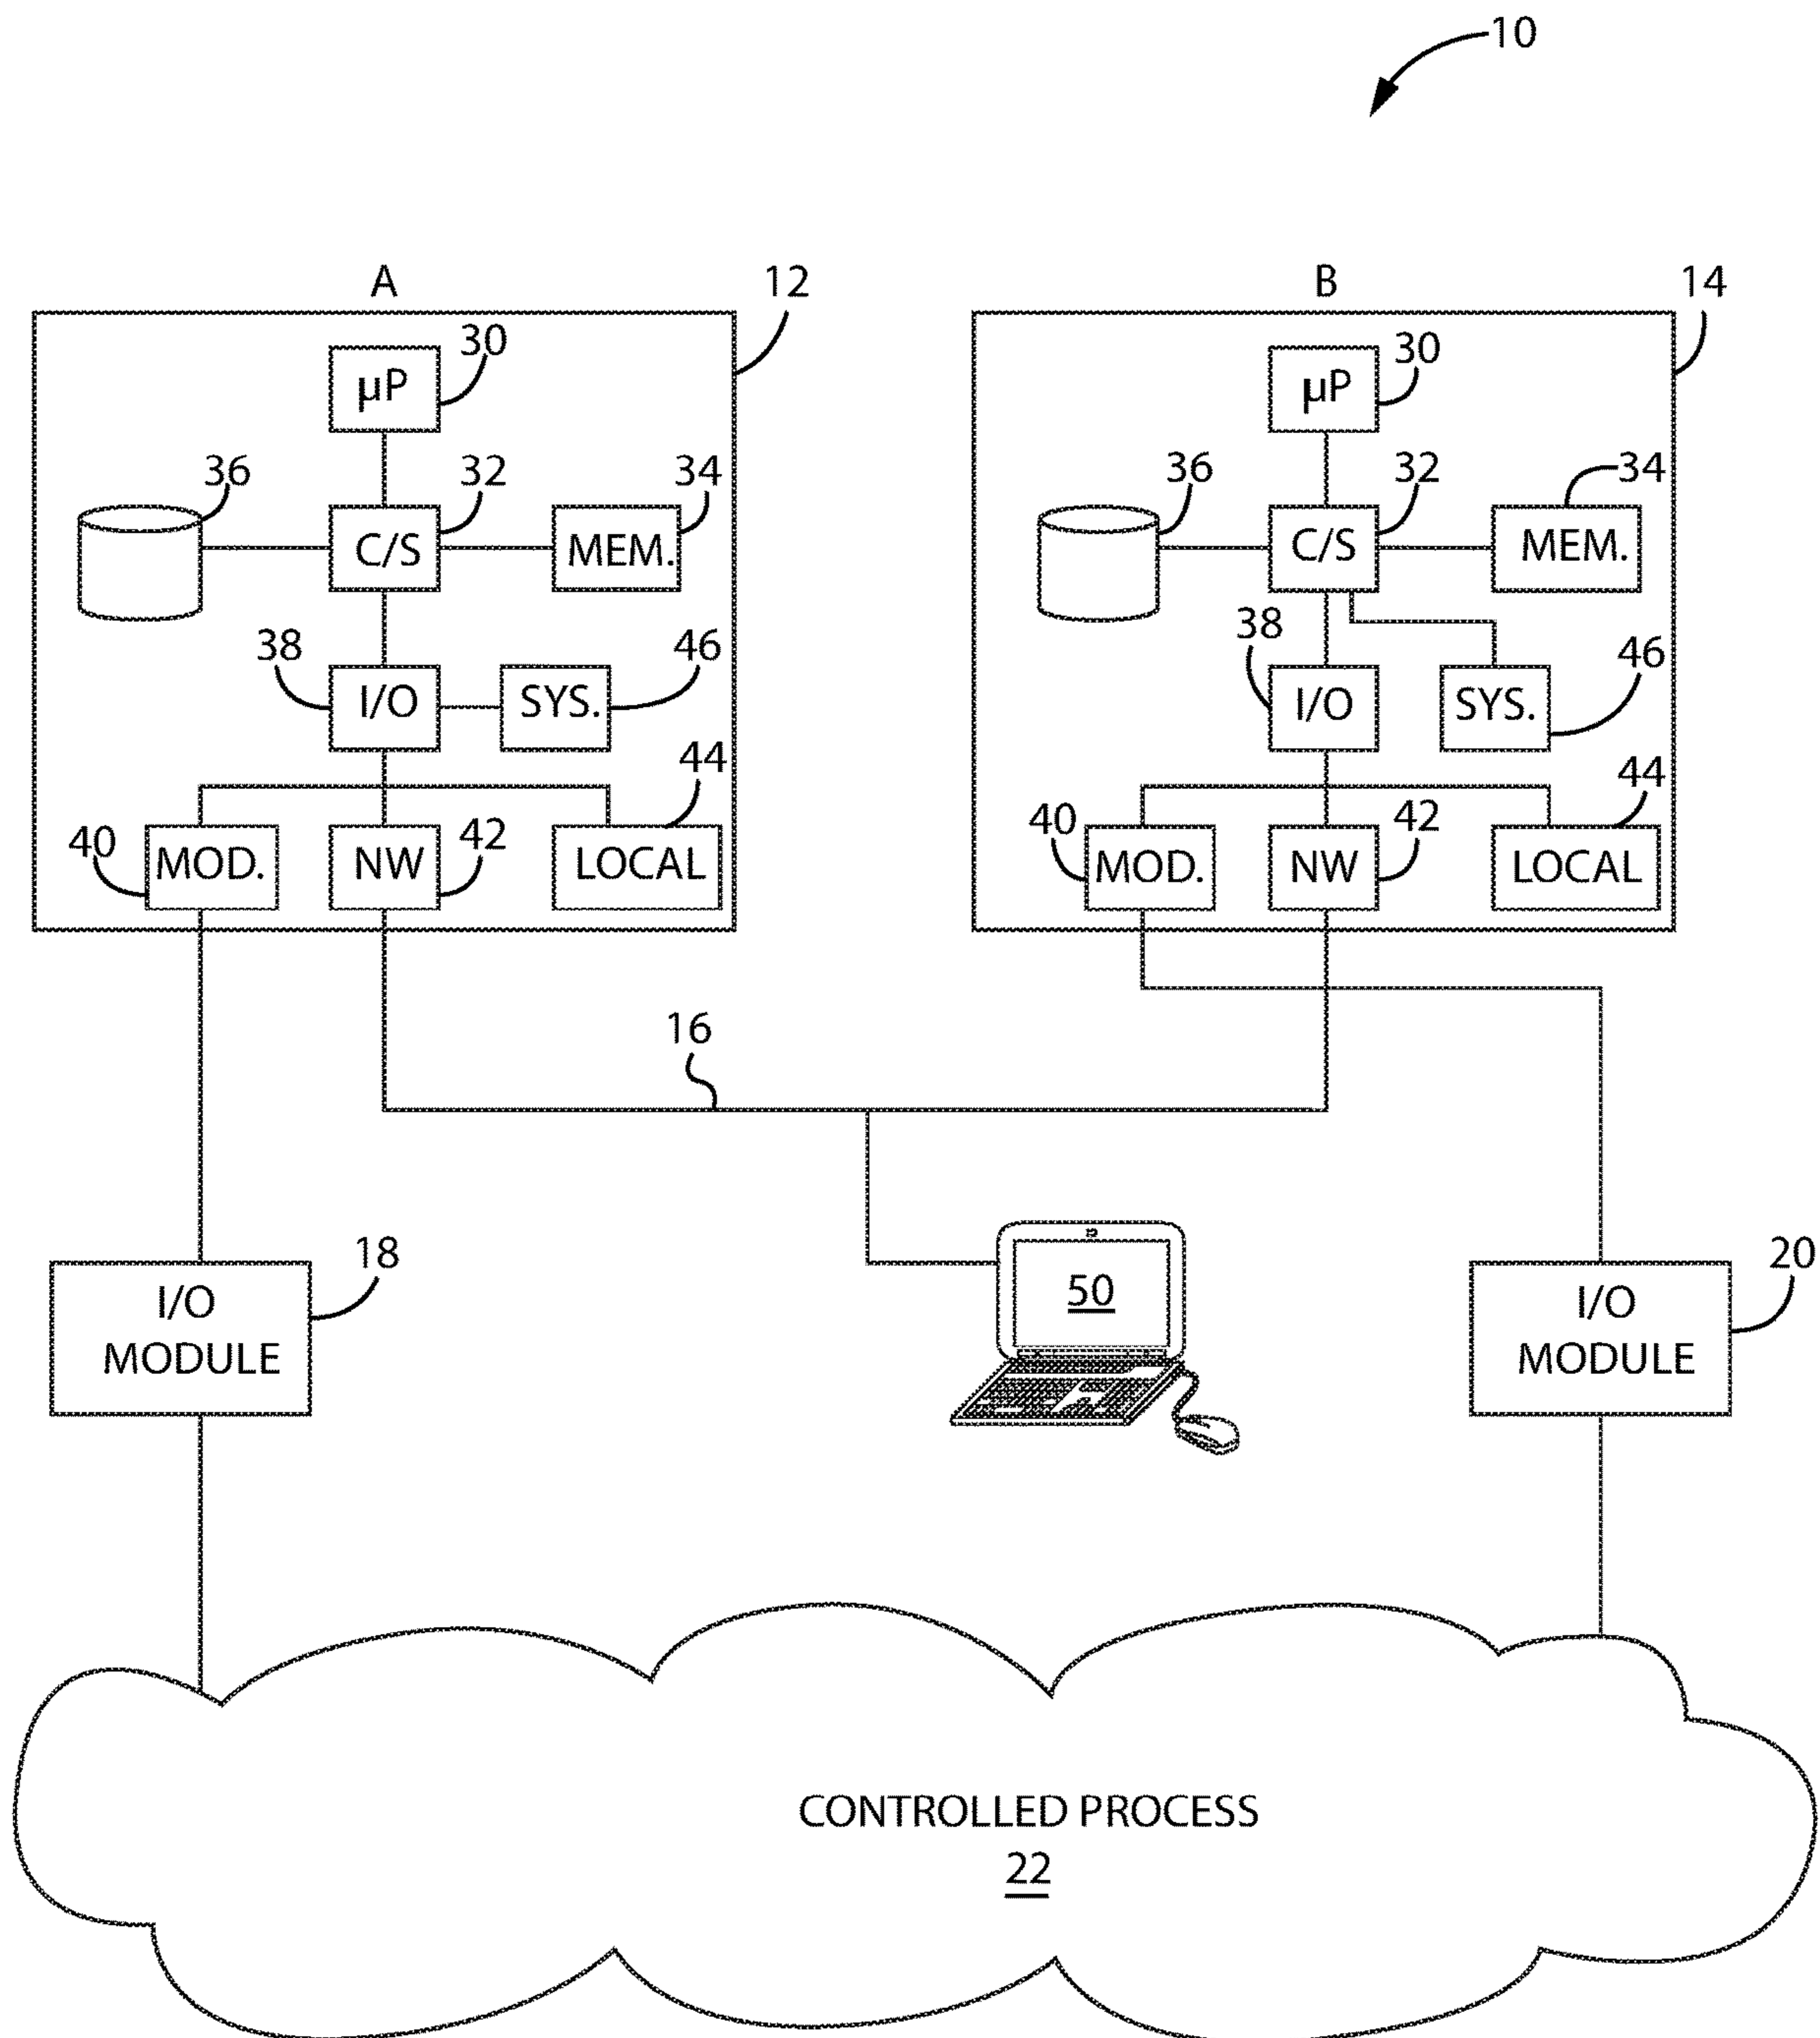 10
A
12
B
14
30
µP
30
µP
36
32
34
36
32
34
C/S
MEM.
C/S
MEM.
38
46
38
46
I/O
SYS.
I/O
SYS.
44
44
40
42
40
42
MOD.
NW
LOCAL
MOD.
NW
LOCAL
16
18
20
I/O
MODULE
50
I/O
MODULE
CONTROLLED PROCESS
22